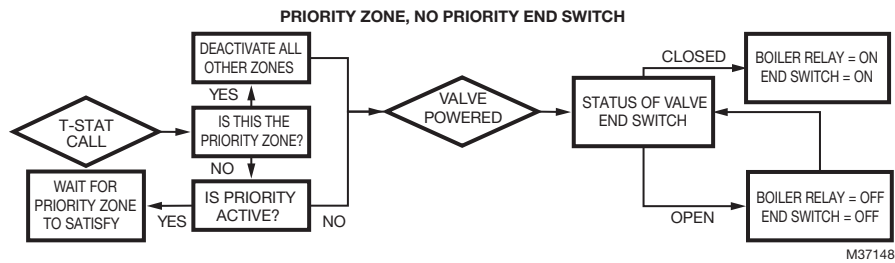 PRIORITY ZONE, NO PRIORITY END SWITCH
T-STAT
CALL
DEACTIVATE ALL
OTHER ZONES
YES
IS THIS THE
PRIORITY ZONE?
NO
IS PRIORITY
ACTIVE?
YES
WAIT FOR
PRIORITY ZONE
TO SATISFY
NO
VALVE
POWERED
STATUS OF VALVE
END SWITCH
CLOSED
BOILER RELAY = ON
END SWITCH = ON
OPEN
BOILER RELAY = OFF
END SWITCH = OFF
M37148